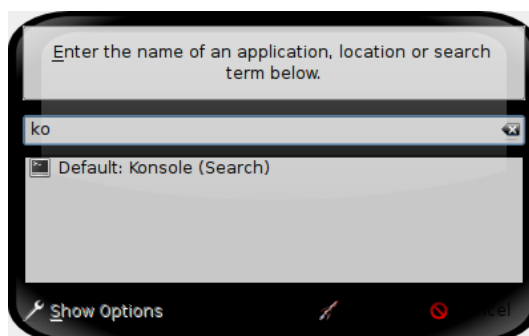 Enter the name of an application, location or search
term below.
ko
Default: Konsole (Search)
Show Options